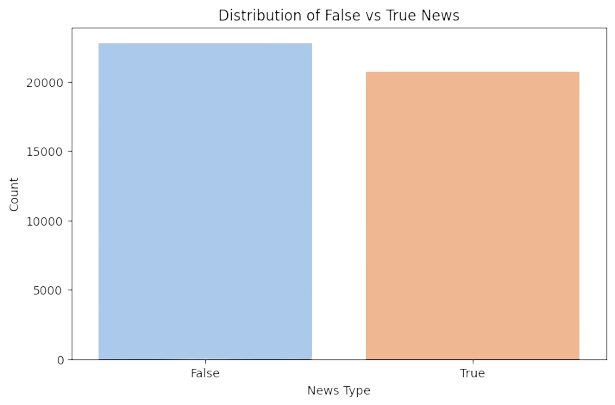 Distribution of False vs True News
Count
20000
15000
10000
5000
0
False
True
News Type